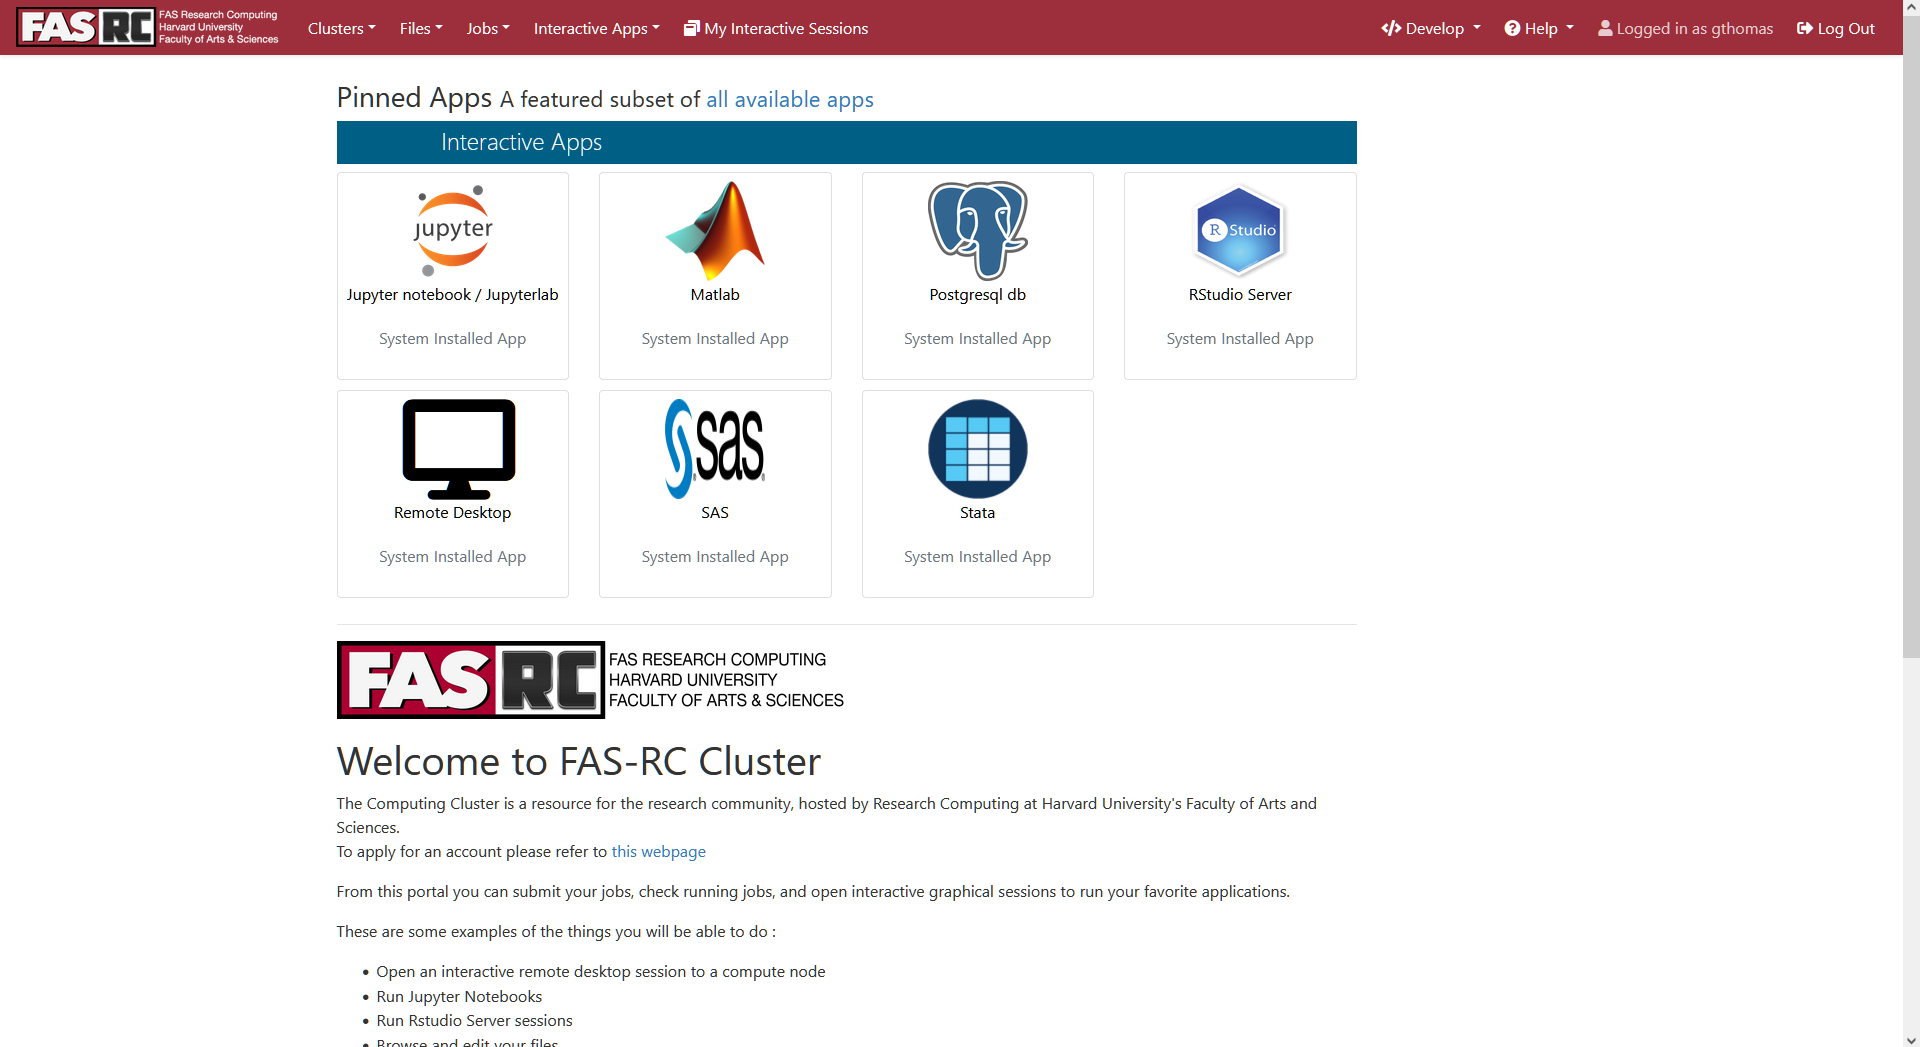 FASRC FAS Research Computing
Harvard University
Faculty of Arts & Sciences
Clusters Files Jobs Interactive Apps My Interactive Sessions </> Develop ? Help Logged in as gthomas Log Out
Pinned Apps A featured subset of all available apps
Interactive Apps
jupyter
R Studio
Jupyter notebook / Jupyterlab
Matlab
Postgresql db
RStudio Server
System Installed App
System Installed App
System Installed App
System Installed App
sas
Remote Desktop
SAS
Stata
System Installed App
System Installed App
System Installed App
FASRC FAS RESEARCH COMPUTING
HARVARD UNIVERSITY
FACULTY OF ARTS & SCIENCES
Welcome to FAS-RC Cluster
The Computing Cluster is a resource for the research community, hosted by Research Computing at Harvard University's Faculty of Arts and
Sciences.
To apply for an account please refer to this webpage
From this portal you can submit your jobs, check running jobs, and open interactive graphical sessions to run your favorite applications.
These are some examples of the things you will be able to do :
• Open an interactive remote desktop session to a compute node
• Run Jupyter Notebooks
• Run Rstudio Server sessions
• Browse and edit your files